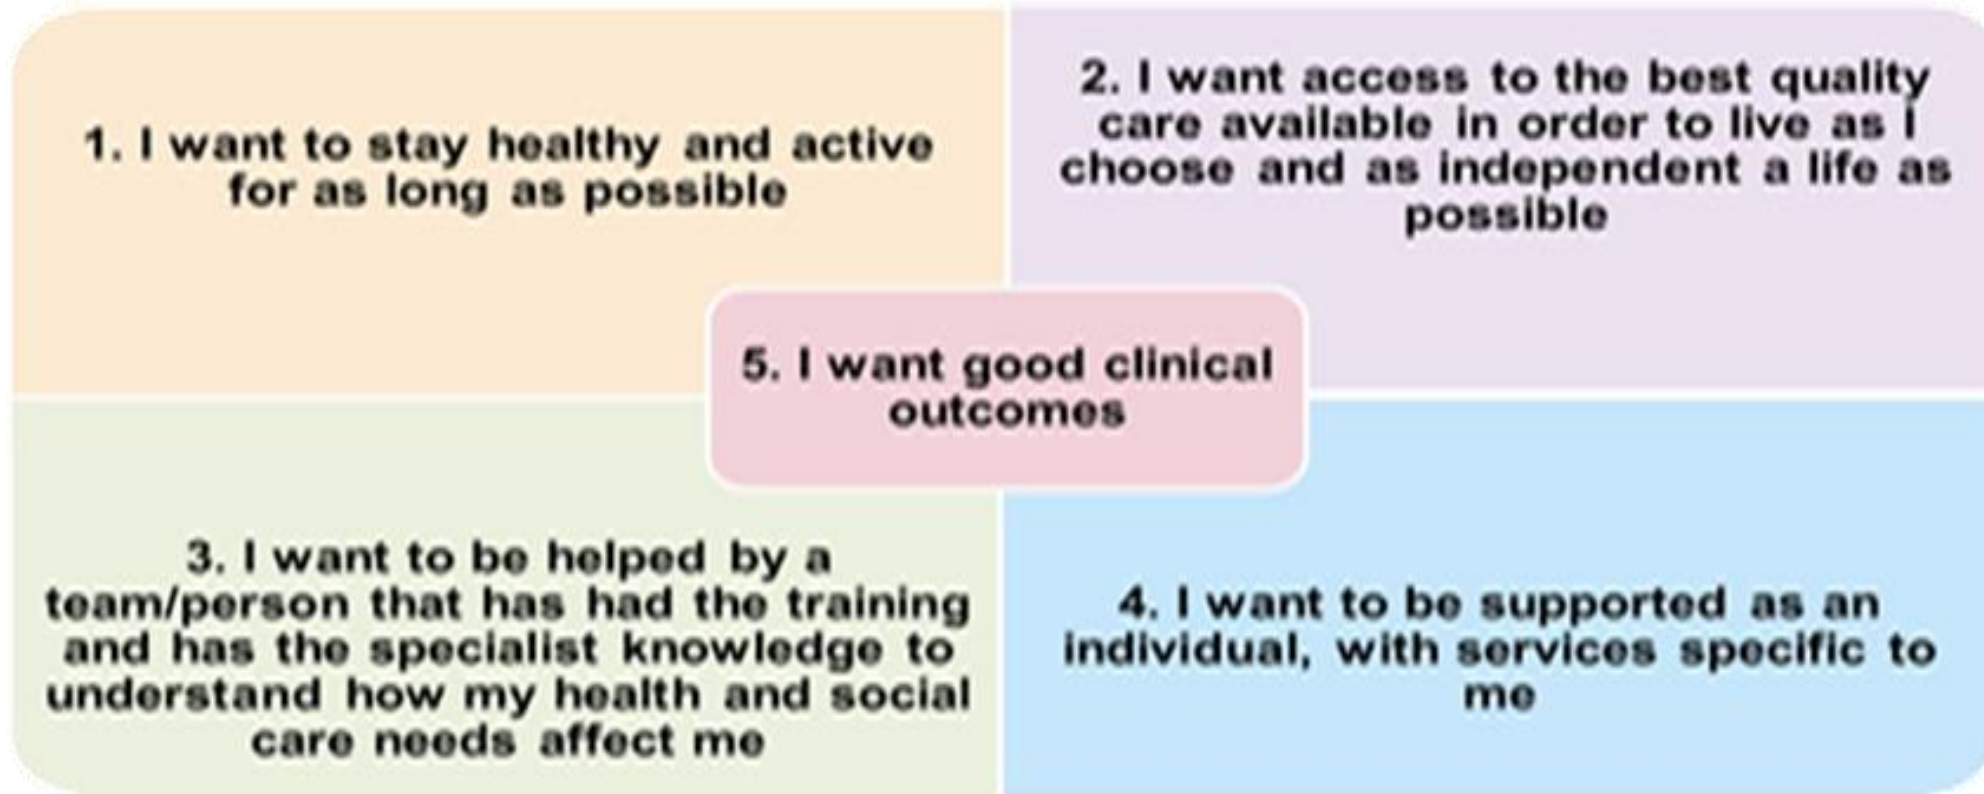 1. I want to stay healthy and active
for as long as possible
2. I want access to the best quality
care available in order to live as I
choose and as independent a life as
possible
5. I want good clinical
outcomes
3. I want to be helped by a
team/person that has had the training
and has the specialist knowledge to
understand how my health and social
care needs affect me
4. I want to be supported as an
individual, with services specific to
me